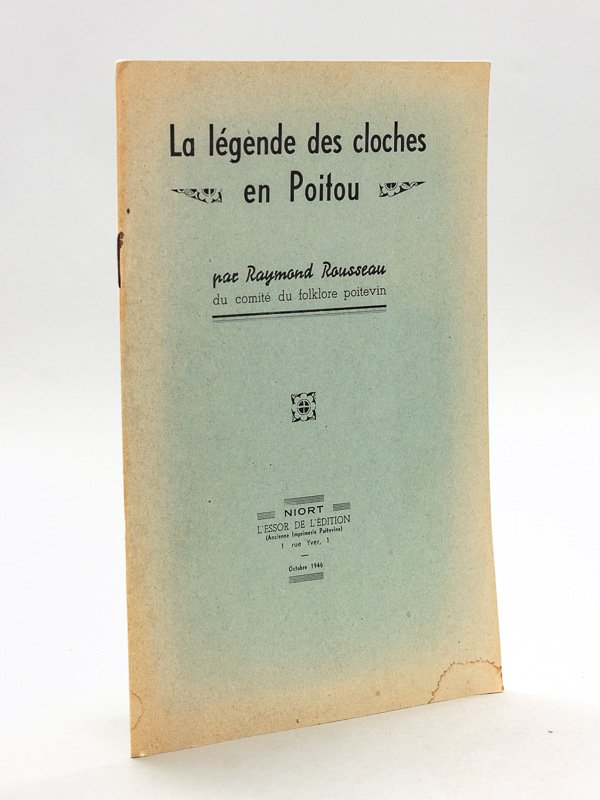 La légende des cloches
en Poitou
par Raymond Rousseau
du comité du folklore poitevin
NIORT
L'ESSOR DE L'ÉDITION
(Ancienne Imprimerie Poitevine)
1 rue Yver, 1
Octobre 1946